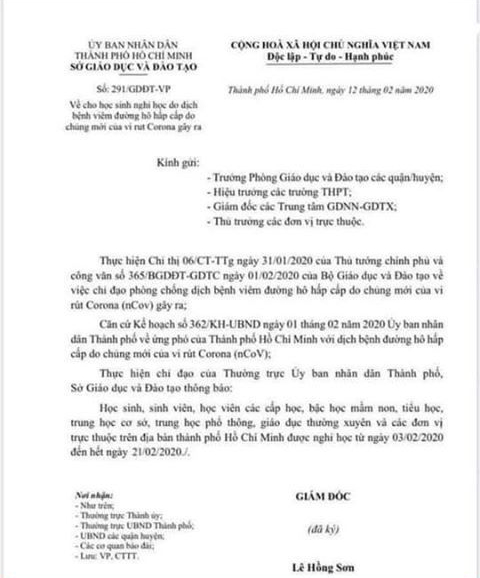 ỦY BAN NHÂN DÂN
THÀNH PHỐ HỒ CHÍ MINH
SỞ GIÁO DỤC VÀ ĐÀO TẠO
CỘNG HOÀ XÃ HỘI CHỦ NGHĨA VIỆT NAM
Độc lập - Tự do - Hạnh phúc
Số: 291/GDĐT-VP
Về cho học sinh nghỉ học do dịch
bệnh viêm đường hô hấp cấp do
chủng mới của vi rút Corona gây ra
Thành phố Hồ Chí Minh, ngày 12 tháng 02 năm 2020
Kính gửi:
- Trưởng Phòng Giáo dục và Đào tạo các quận/huyện;
- Hiệu trưởng các trường THPT;
- Giám đốc các Trung tâm GDNN-GDTX;
- Thủ trưởng các đơn vị trực thuộc.
Thực hiện Chỉ thị 06/CT-TTg ngày 31/01/2020 của Thủ tướng chính phủ và
công văn số 365/BGDĐT-GDTC ngày 01/02/2020 của Bộ Giáo dục và Đào tạo về
việc chỉ đạo phòng chống dịch bệnh viêm đường hô hấp cấp do chủng mới của vi
rút Corona (nCov) gây ra;
Căn cứ Kế hoạch số 362/KH-UBND ngày 01 tháng 02 năm 2020 Ủy ban nhân
dân Thành phố về ứng phó của Thành phố Hồ Chí Minh với dịch bệnh đường hô hấp
cấp do chủng mới của vi rút Corona (nCoV);
Thực hiện chỉ đạo của Thường trực Ủy ban nhân dân Thành phố,
Sở Giáo dục và Đào tạo thông báo:
Học sinh, sinh viên, học viên các cấp học, bậc học mầm non, tiểu học,
trung học cơ sở, trung học phổ thông, giáo dục thường xuyên và các đơn vị
trực thuộc trên địa bàn thành phố Hồ Chí Minh được nghỉ học từ ngày 03/02/2020
đến hết ngày 21/02/2020./.
Nơi nhận:
- Như trên;
- Thường trực Thành ủy;
- Thường trực UBND Thành phố;
- UBND các quận huyện;
- Các cơ quan báo đài;
- Lưu: VP, CTTT.
GIÁM ĐỐC
(đã ký)
Lê Hồng Sơn